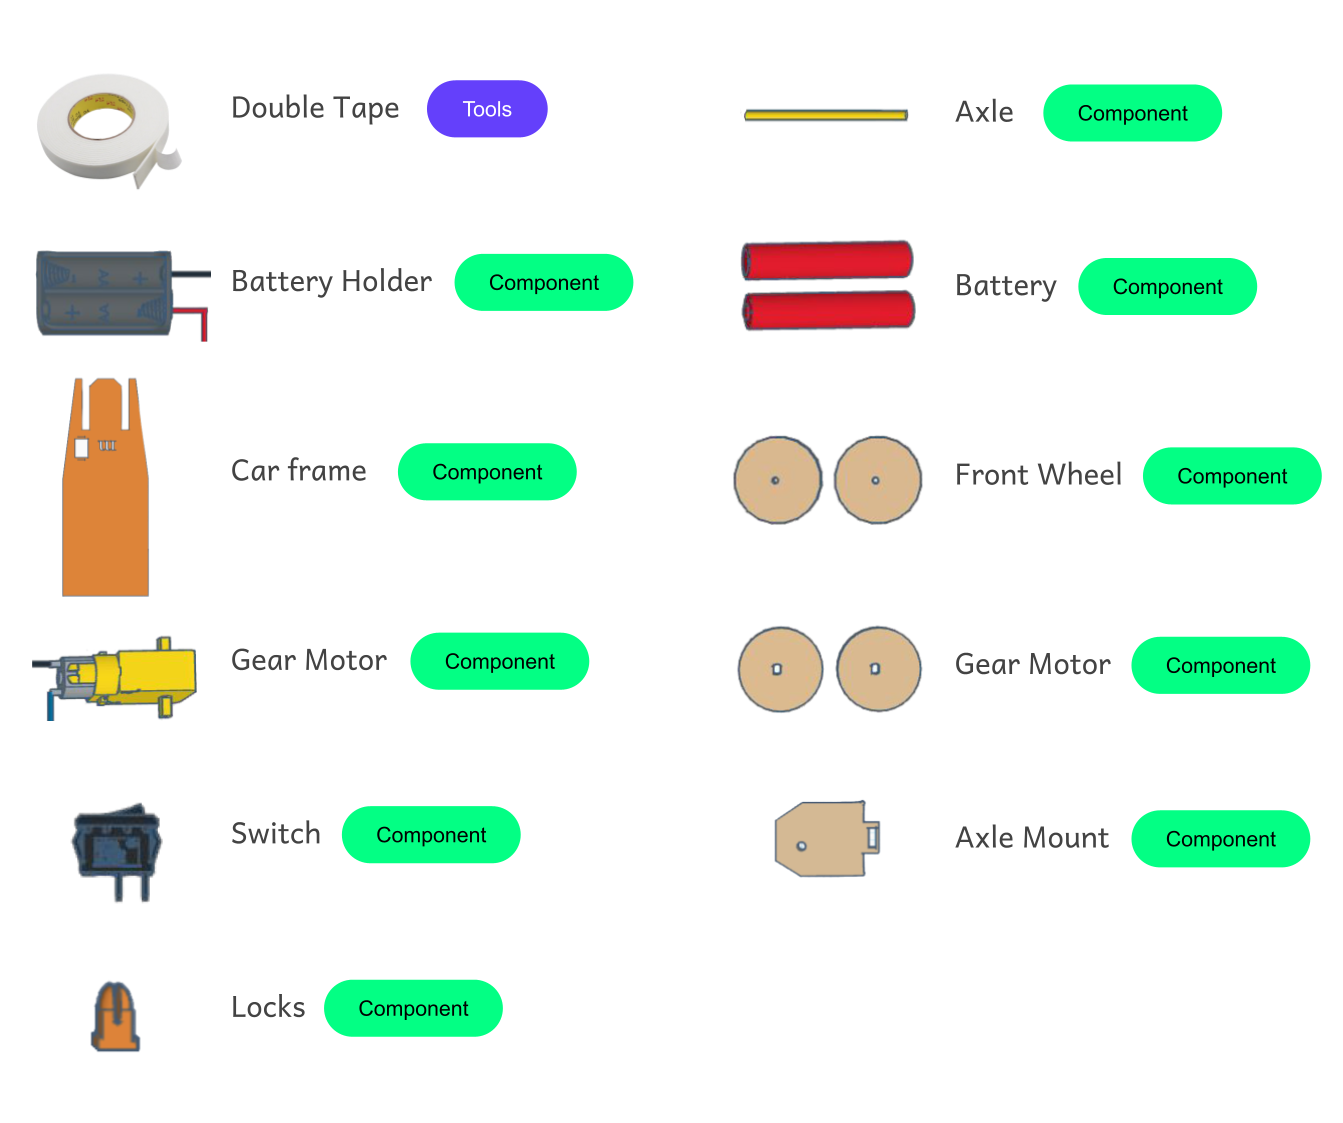 Double Tape Tools
Axle Component
Battery Holder Component
Battery Component
Car frame Component
Front Wheel Component
Gear Motor Component
Gear Motor Component
Switch Component
Axle Mount Component
Locks Component